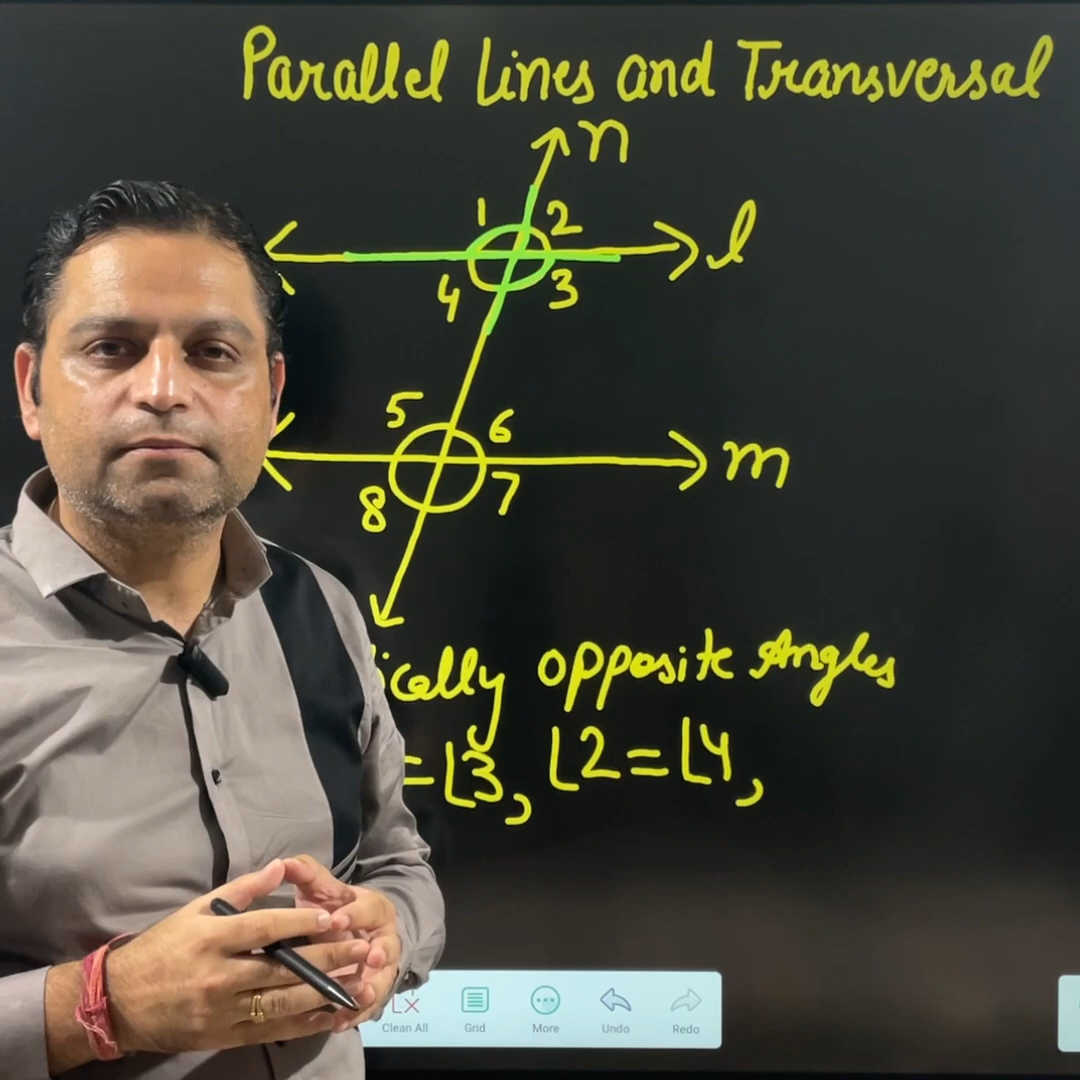 Parallel Lines and Transversal
n
1 2
l
4 3
5 6
m
8 7
ically opposite Angles
=∠3, ∠2=∠4,
Clean All Grid More Undo Redo